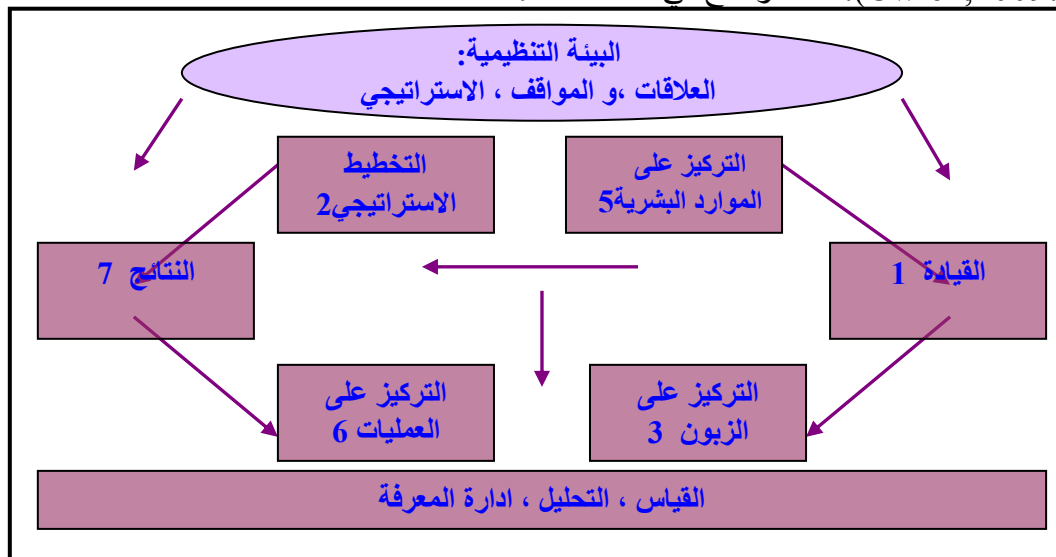 البيئة التنظيمية:
العلاقات ،و المواقف ، الاستراتيجي
التركيز على
الموارد البشرية5
التخطيط
الاستراتيجي2
القيادة 1
النتائج 7
التركيز على
الزبون 3
التركيز على
العمليات 6
القياس ، التحليل ، ادارة المعرفة